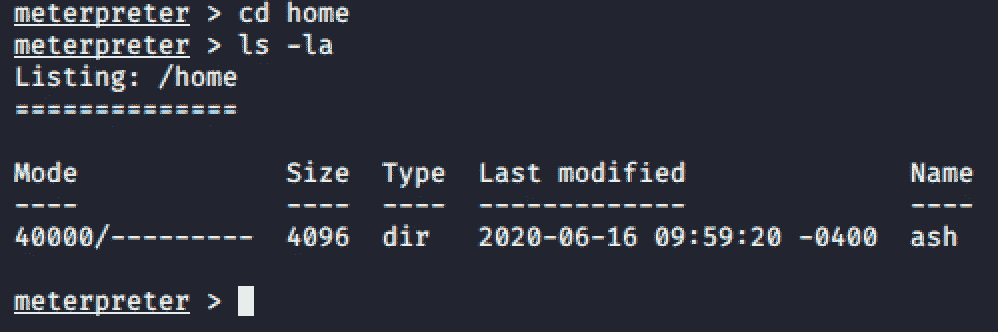 meterpreter > cd home
meterpreter > ls -la
Listing: /home
==============
Mode Size Type Last modified Name
---- ---- ---- ------------- ----
40000/--------- 4096 dir 2020-06-16 09:59:20 -0400 ash
meterpreter >